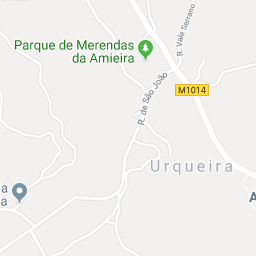 Parque de Merendas
da Amieira
R. Vale Serrano
R. de São João
M1014
Urqueira
a
a
A